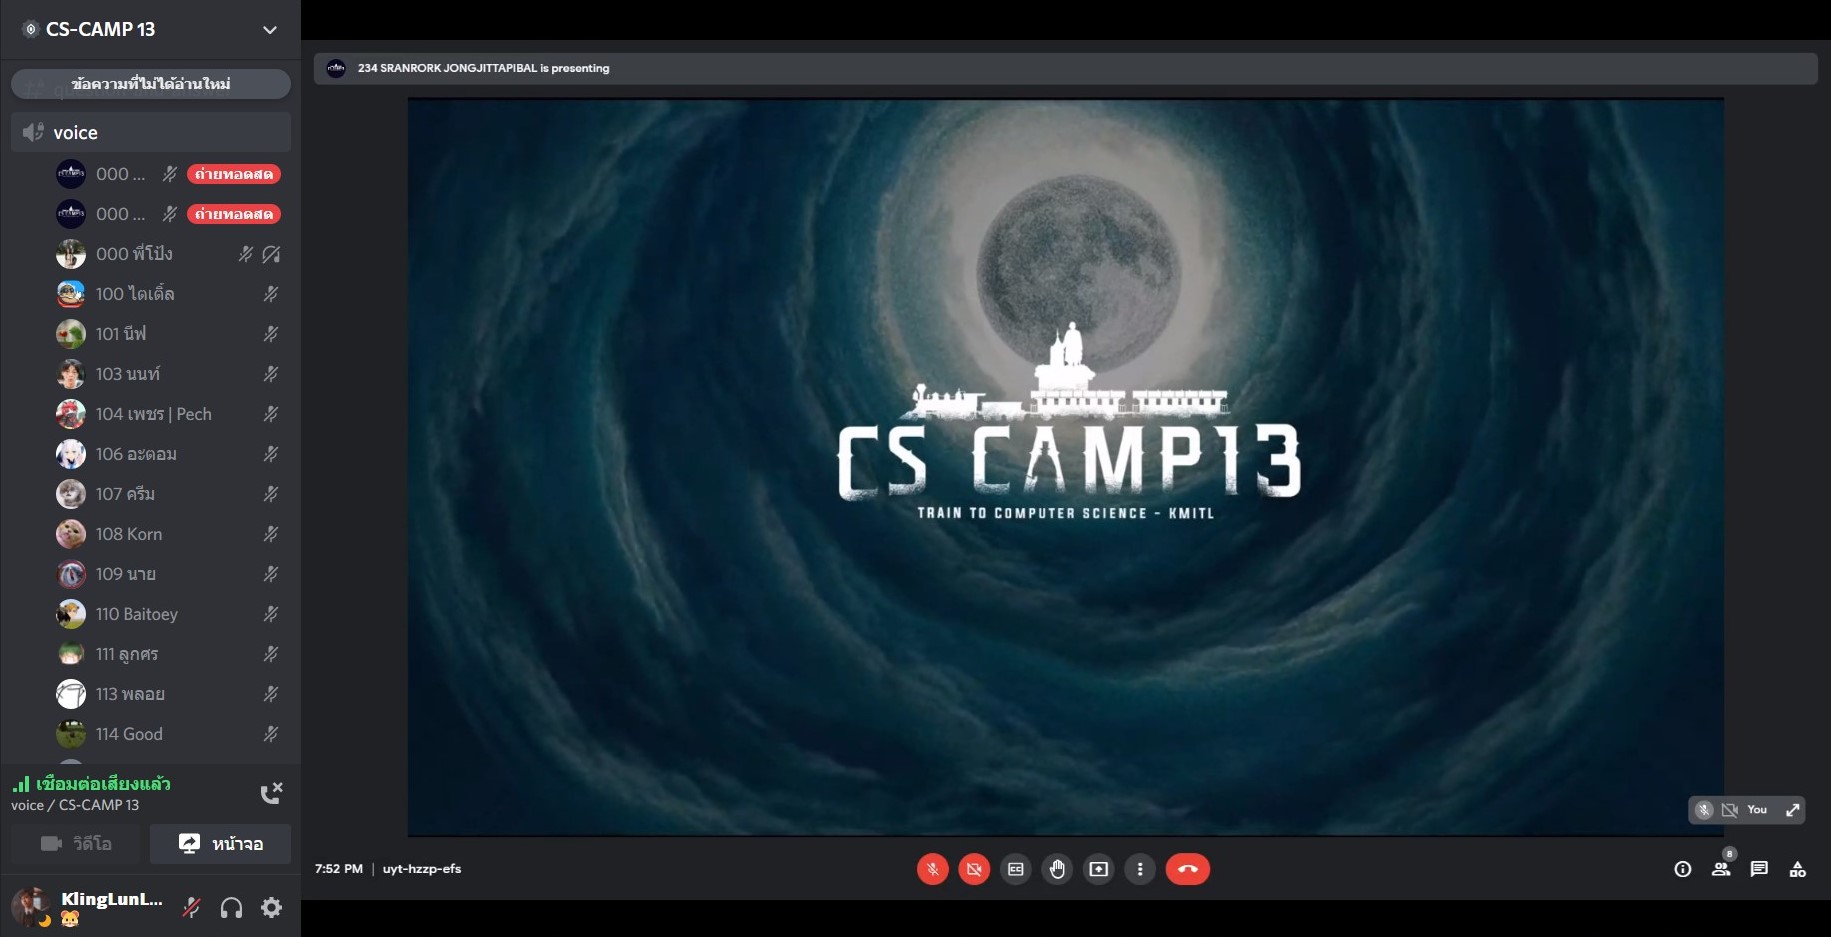 CS-CAMP 13
ข้อความที่ไม่ได้อ่านใหม่
voice
000 ... ถ่ายทอดสด
000 ... ถ่ายทอดสด
000 พี่โป้ง
100 ไตเติ้ล
101 นีฟ
103 นนท์
104 เพชร | Pech
106 อะตอม
107 ครีม
108 Korn
109 นาย
110 Baitoey
111 ลูกศร
113 พลอย
114 Good
เชื่อมต่อเสียงแล้ว
voice / CS-CAMP 13
วิดีโอ
หน้าจอ
KlingLunL...
234 SRANRORK JONGJITTAPIBAL is presenting
CS CAMP13
TRAIN TO COMPUTER SCIENCE - KMITL
You
7:52 PM | uyt-hzzp-efs
8